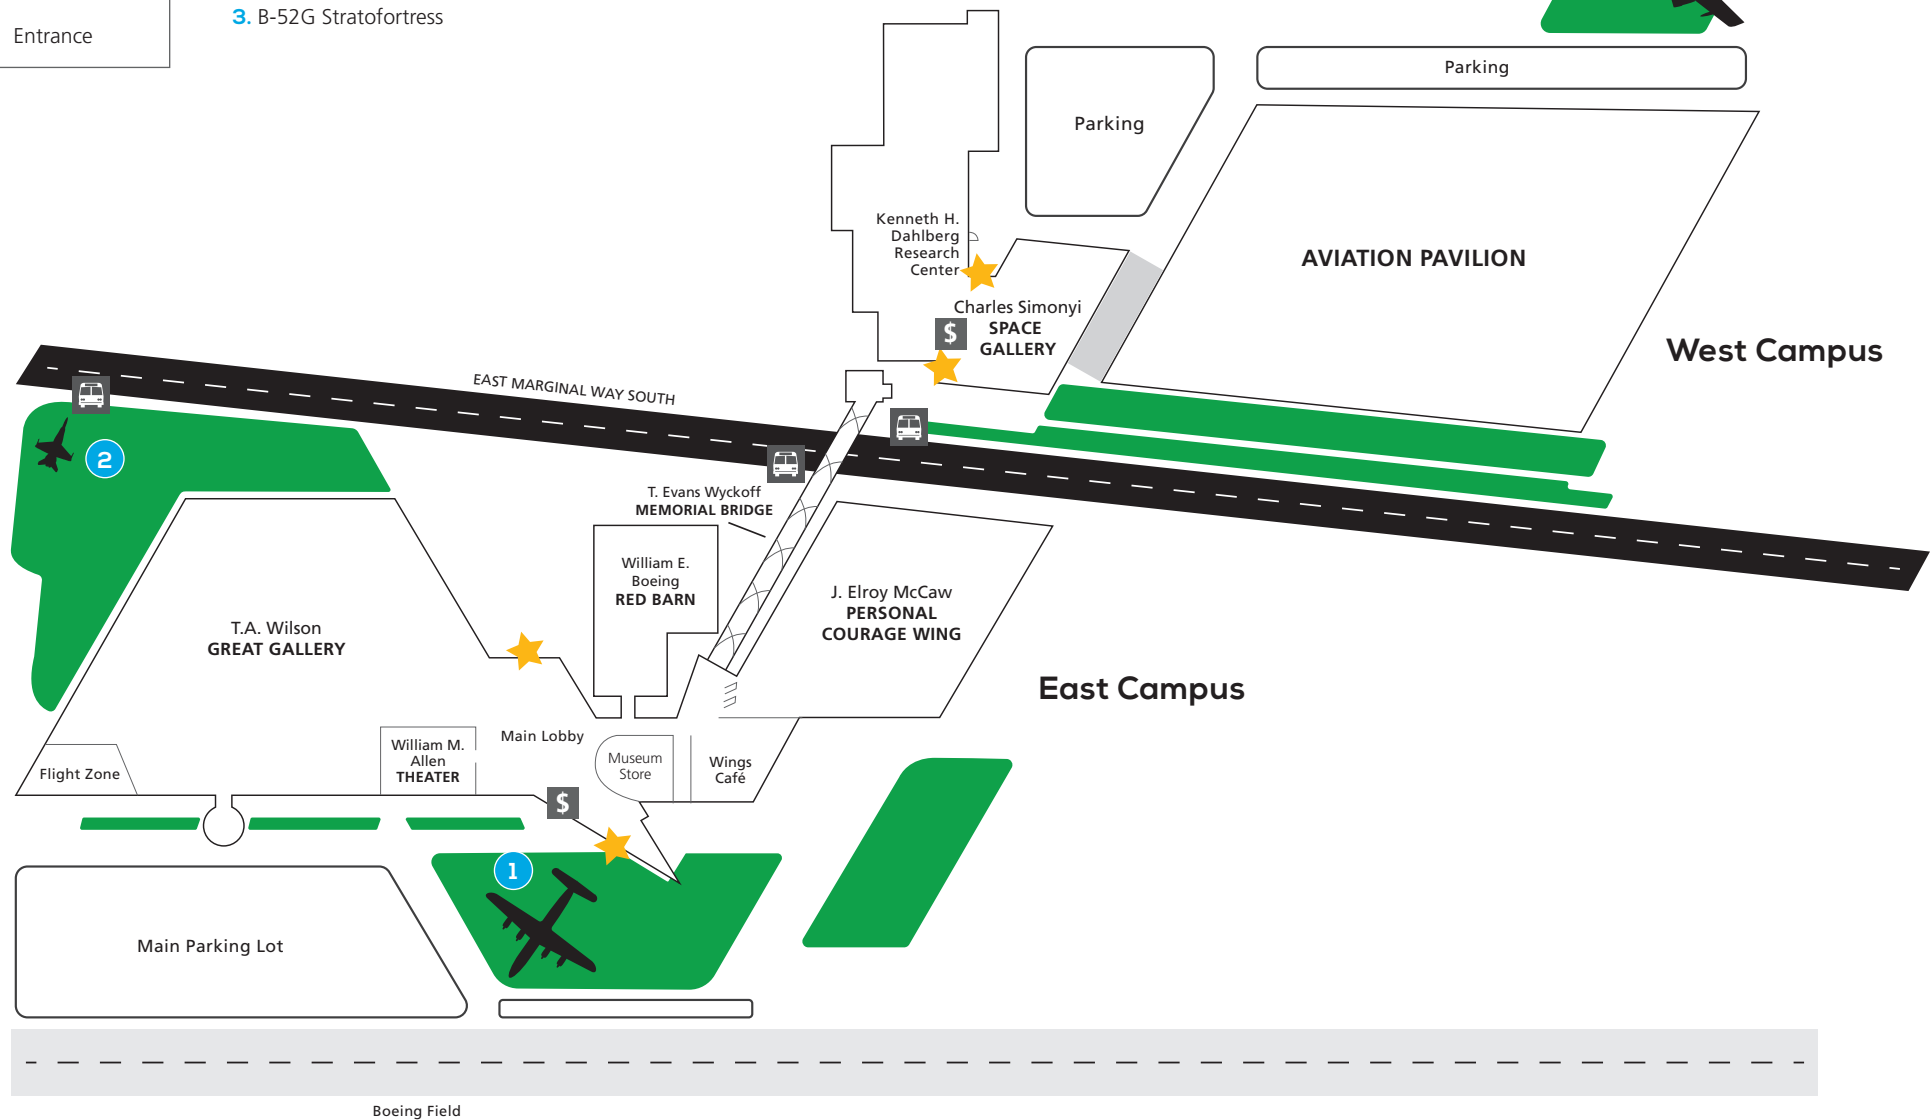 Entrance
3. B-52G Stratofortress
Parking
Parking
Kenneth H.
Dahlberg
Research
Center
AVIATION PAVILION
Charles Simonyi
SPACE
GALLERY
$
West Campus
EAST MARGINAL WAY SOUTH
2
T. Evans Wyckoff
MEMORIAL BRIDGE
William E.
Boeing
RED BARN
J. Elroy McCaw
PERSONAL
COURAGE WING
T.A. Wilson
GREAT GALLERY
East Campus
Flight Zone
William M.
Allen
THEATER
Main Lobby
Museum
Store
Wings
Café
$
1
Main Parking Lot
Boeing Field